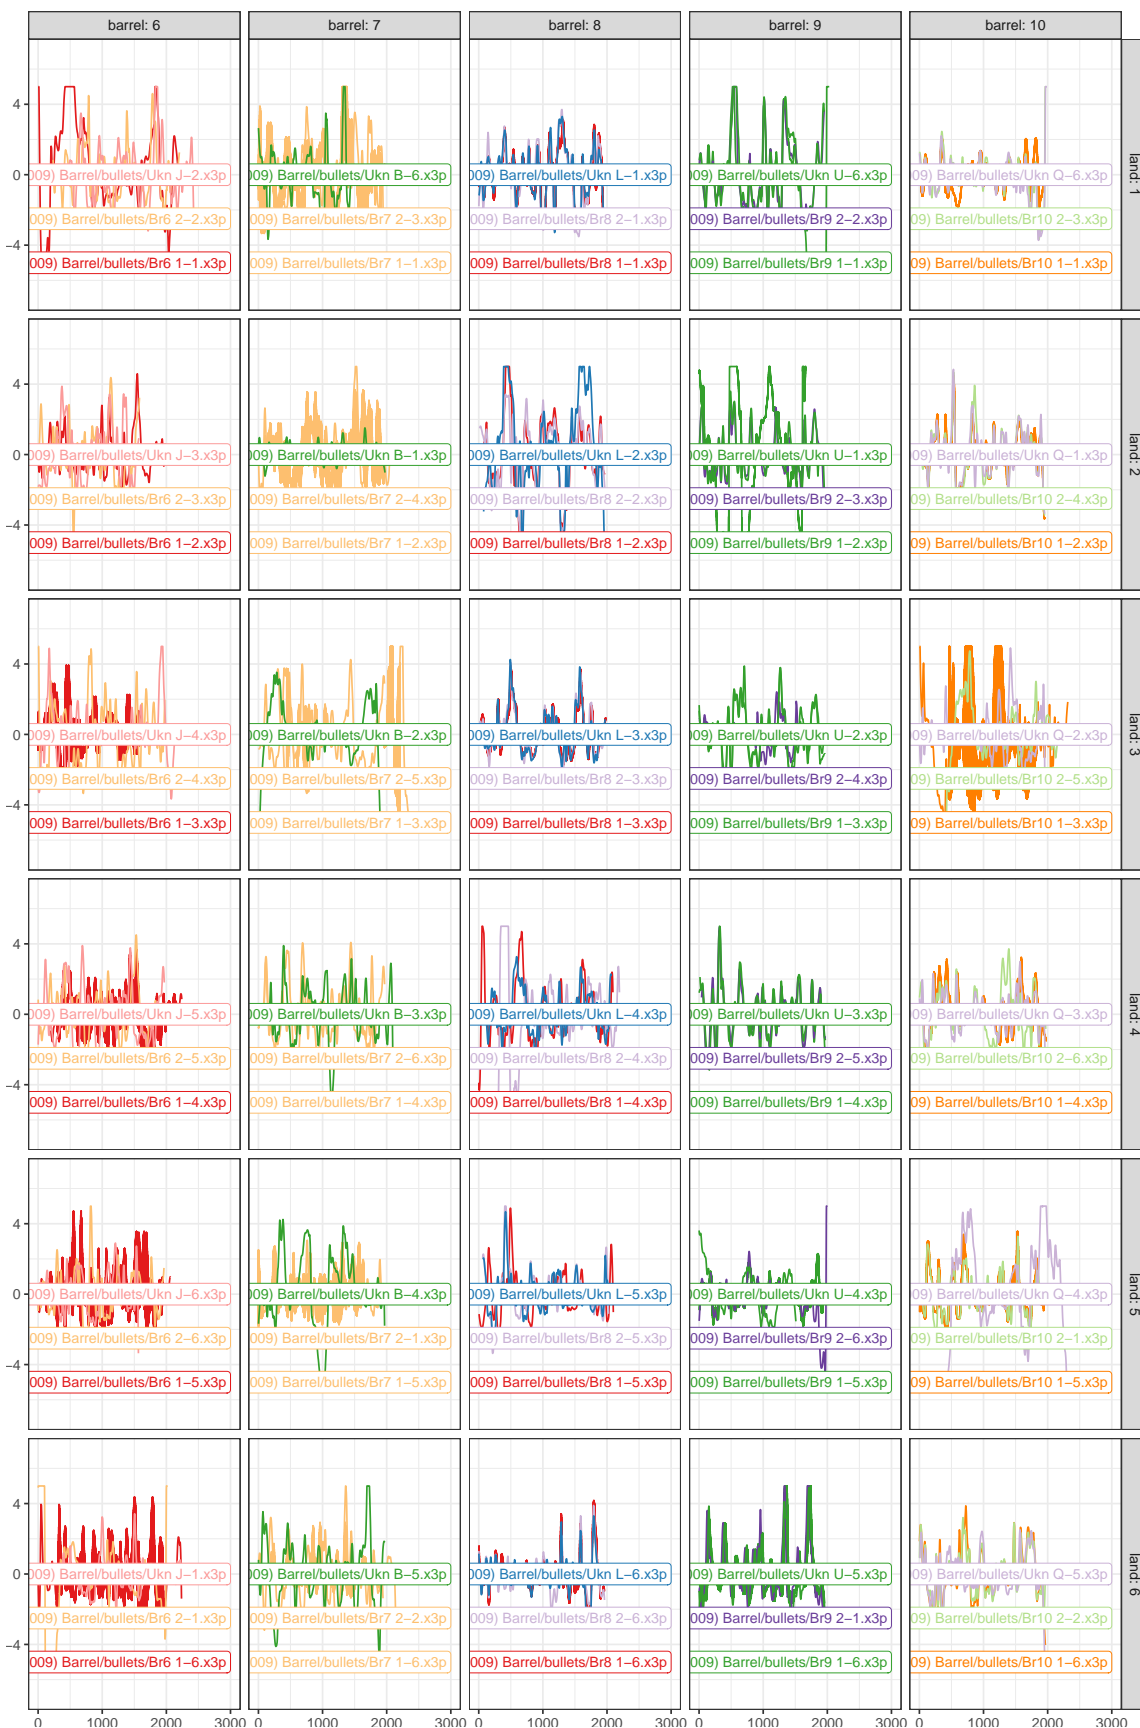 barrel: 6 barrel: 7 barrel: 8 barrel: 9 barrel: 10
4
0
−4
land: 1
009) Barrel/bullets/Ukn J−2.x3p
009) Barrel/bullets/Br6 2−2.x3p
009) Barrel/bullets/Br6 1−1.x3p
009) Barrel/bullets/Ukn B−6.x3p
009) Barrel/bullets/Br7 2−3.x3p
009) Barrel/bullets/Br7 1−1.x3p
009) Barrel/bullets/Ukn L−1.x3p
009) Barrel/bullets/Br8 2−1.x3p
009) Barrel/bullets/Br8 1−1.x3p
009) Barrel/bullets/Ukn U−6.x3p
009) Barrel/bullets/Br9 2−2.x3p
009) Barrel/bullets/Br9 1−1.x3p
009) Barrel/bullets/Ukn Q−6.x3p
09) Barrel/bullets/Br10 2−3.x3p
09) Barrel/bullets/Br10 1−1.x3p
4
0
−4
land: 2
009) Barrel/bullets/Ukn J−3.x3p
009) Barrel/bullets/Br6 2−3.x3p
009) Barrel/bullets/Br6 1−2.x3p
009) Barrel/bullets/Ukn B−1.x3p
009) Barrel/bullets/Br7 2−4.x3p
009) Barrel/bullets/Br7 1−2.x3p
009) Barrel/bullets/Ukn L−2.x3p
009) Barrel/bullets/Br8 2−2.x3p
009) Barrel/bullets/Br8 1−2.x3p
009) Barrel/bullets/Ukn U−1.x3p
009) Barrel/bullets/Br9 2−3.x3p
009) Barrel/bullets/Br9 1−2.x3p
009) Barrel/bullets/Ukn Q−1.x3p
09) Barrel/bullets/Br10 2−4.x3p
09) Barrel/bullets/Br10 1−2.x3p
4
0
−4
land: 3
009) Barrel/bullets/Ukn J−4.x3p
009) Barrel/bullets/Br6 2−4.x3p
009) Barrel/bullets/Br6 1−3.x3p
009) Barrel/bullets/Ukn B−2.x3p
009) Barrel/bullets/Br7 2−5.x3p
009) Barrel/bullets/Br7 1−3.x3p
009) Barrel/bullets/Ukn L−3.x3p
009) Barrel/bullets/Br8 2−3.x3p
009) Barrel/bullets/Br8 1−3.x3p
009) Barrel/bullets/Ukn U−2.x3p
009) Barrel/bullets/Br9 2−4.x3p
009) Barrel/bullets/Br9 1−3.x3p
009) Barrel/bullets/Ukn Q−2.x3p
09) Barrel/bullets/Br10 2−5.x3p
09) Barrel/bullets/Br10 1−3.x3p
4
0
−4
land: 4
009) Barrel/bullets/Ukn J−5.x3p
009) Barrel/bullets/Br6 2−5.x3p
009) Barrel/bullets/Br6 1−4.x3p
009) Barrel/bullets/Ukn B−3.x3p
009) Barrel/bullets/Br7 2−6.x3p
009) Barrel/bullets/Br7 1−4.x3p
009) Barrel/bullets/Ukn L−4.x3p
009) Barrel/bullets/Br8 2−4.x3p
009) Barrel/bullets/Br8 1−4.x3p
009) Barrel/bullets/Ukn U−3.x3p
009) Barrel/bullets/Br9 2−5.x3p
009) Barrel/bullets/Br9 1−4.x3p
009) Barrel/bullets/Ukn Q−3.x3p
09) Barrel/bullets/Br10 2−6.x3p
09) Barrel/bullets/Br10 1−4.x3p
4
0
−4
land: 5
009) Barrel/bullets/Ukn J−6.x3p
009) Barrel/bullets/Br6 2−6.x3p
009) Barrel/bullets/Br6 1−5.x3p
009) Barrel/bullets/Ukn B−4.x3p
009) Barrel/bullets/Br7 2−1.x3p
009) Barrel/bullets/Br7 1−5.x3p
009) Barrel/bullets/Ukn L−5.x3p
009) Barrel/bullets/Br8 2−5.x3p
009) Barrel/bullets/Br8 1−5.x3p
009) Barrel/bullets/Ukn U−4.x3p
009) Barrel/bullets/Br9 2−6.x3p
009) Barrel/bullets/Br9 1−5.x3p
009) Barrel/bullets/Ukn Q−4.x3p
09) Barrel/bullets/Br10 2−1.x3p
09) Barrel/bullets/Br10 1−5.x3p
4
0
−4
land: 6
009) Barrel/bullets/Ukn J−1.x3p
009) Barrel/bullets/Br6 2−1.x3p
009) Barrel/bullets/Br6 1−6.x3p
009) Barrel/bullets/Ukn B−5.x3p
009) Barrel/bullets/Br7 2−2.x3p
009) Barrel/bullets/Br7 1−6.x3p
009) Barrel/bullets/Ukn L−6.x3p
009) Barrel/bullets/Br8 2−6.x3p
009) Barrel/bullets/Br8 1−6.x3p
009) Barrel/bullets/Ukn U−5.x3p
009) Barrel/bullets/Br9 2−1.x3p
009) Barrel/bullets/Br9 1−6.x3p
009) Barrel/bullets/Ukn Q−5.x3p
09) Barrel/bullets/Br10 2−2.x3p
09) Barrel/bullets/Br10 1−6.x3p
0 1000 2000 3000 0 1000 2000 3000 0 1000 2000 3000 0 1000 2000 3000 0 1000 2000 3000